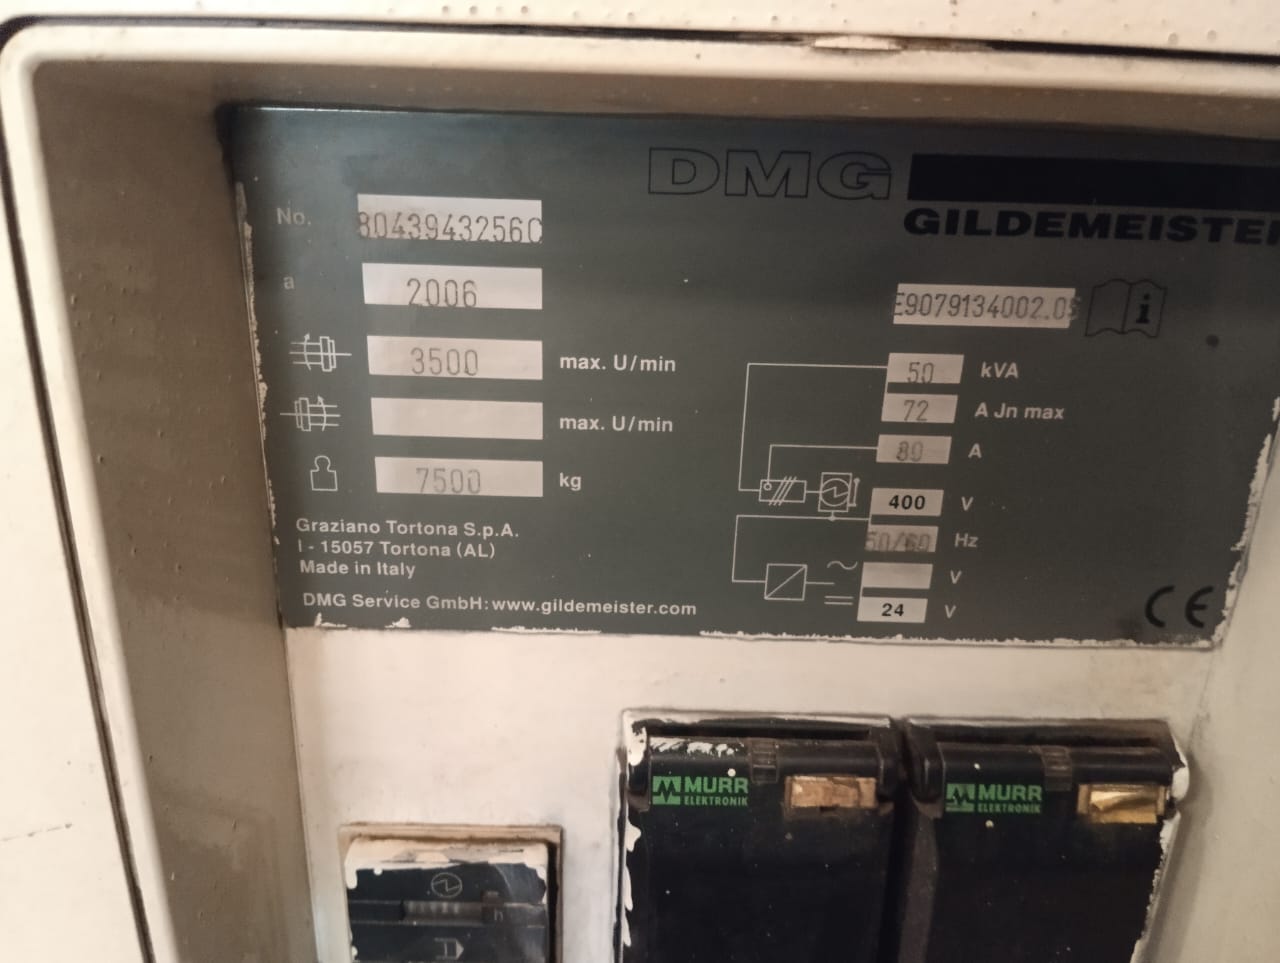 DMG
GILDEMEISTER
No. 8043943256C
a 2006
3500 max. U/min
max. U/min
7500 kg
Graziano Tortona S.p.A.
I - 15057 Tortona (AL)
Made in Italy
DMG Service GmbH: www.gildemeister.com
E9079134002.0
i
50 kVA
72 A Jn max
80 A
400 V
50/60 Hz
V
24 V
CE
MURR
ELEKTRONIK
MURR
ELEKTRONIK
h